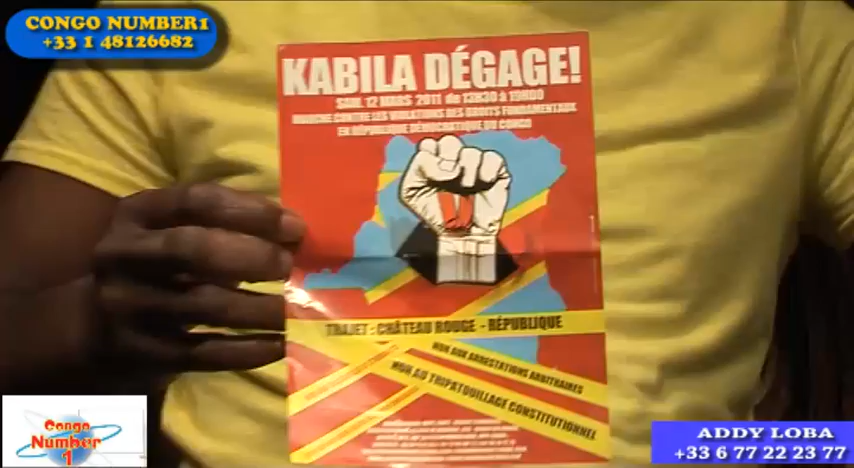 CONGO NUMBER1
+33 1 48126682
KABILA DÉGAGE!
SAM. 12 MARS 2011 de 13H30 à 19H00
MARCHE CONTRE LES VIOLATIONS DES DROITS FONDAMENTAUX
EN RÉPUBLIQUE DÉMOCRATIQUE DU CONGO
TRAJET : CHÂTEAU ROUGE - RÉPUBLIQUE
NON AUX ARRESTATIONS ARBITRAIRES
NON AU TRIPATOUILLAGE CONSTITUTIONNEL
Congo
Number
1
ADDY LOBA
+33 6 77 22 23 77